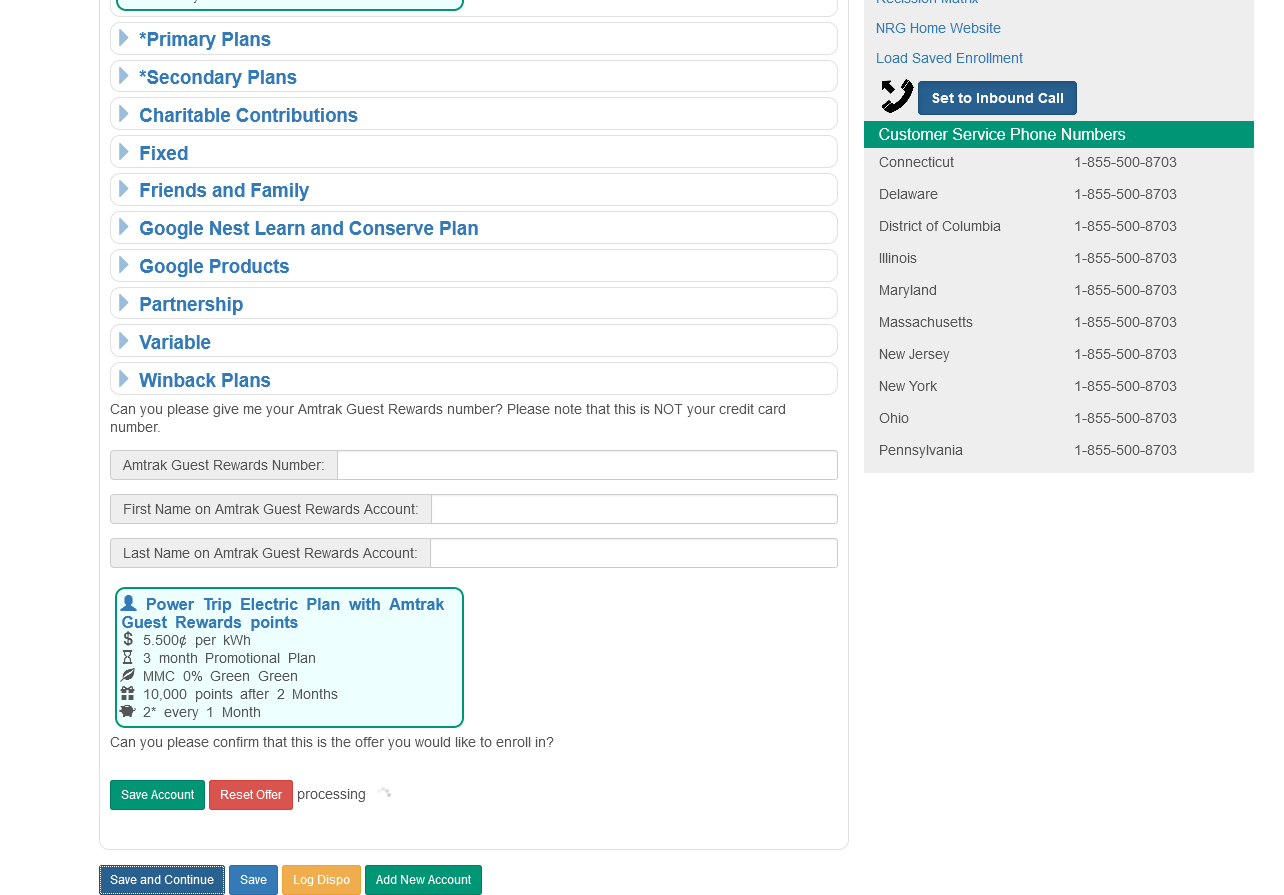 *Primary Plans
*Secondary Plans
Charitable Contributions
Fixed
Friends and Family
Google Nest Learn and Conserve Plan
Google Products
Partnership
Variable
Winback Plans
Can you please give me your Amtrak Guest Rewards number? Please note that this is NOT your credit card
number.
Amtrak Guest Rewards Number:
First Name on Amtrak Guest Rewards Account:
Last Name on Amtrak Guest Rewards Account:
Power Trip Electric Plan with Amtrak
Guest Rewards points
5.500¢ per kWh
3 month Promotional Plan
MMC 0% Green Green
10,000 points after 2 Months
2* every 1 Month
Can you please confirm that this is the offer you would like to enroll in?
Save Account Reset Offer processing
Save and Continue Save Log Dispo Add New Account
NRG Home Website
Load Saved Enrollment
Set to Inbound Call
Customer Service Phone Numbers
Connecticut 1-855-500-8703
Delaware 1-855-500-8703
District of Columbia 1-855-500-8703
Illinois 1-855-500-8703
Maryland 1-855-500-8703
Massachusetts 1-855-500-8703
New Jersey 1-855-500-8703
New York 1-855-500-8703
Ohio 1-855-500-8703
Pennsylvania 1-855-500-8703